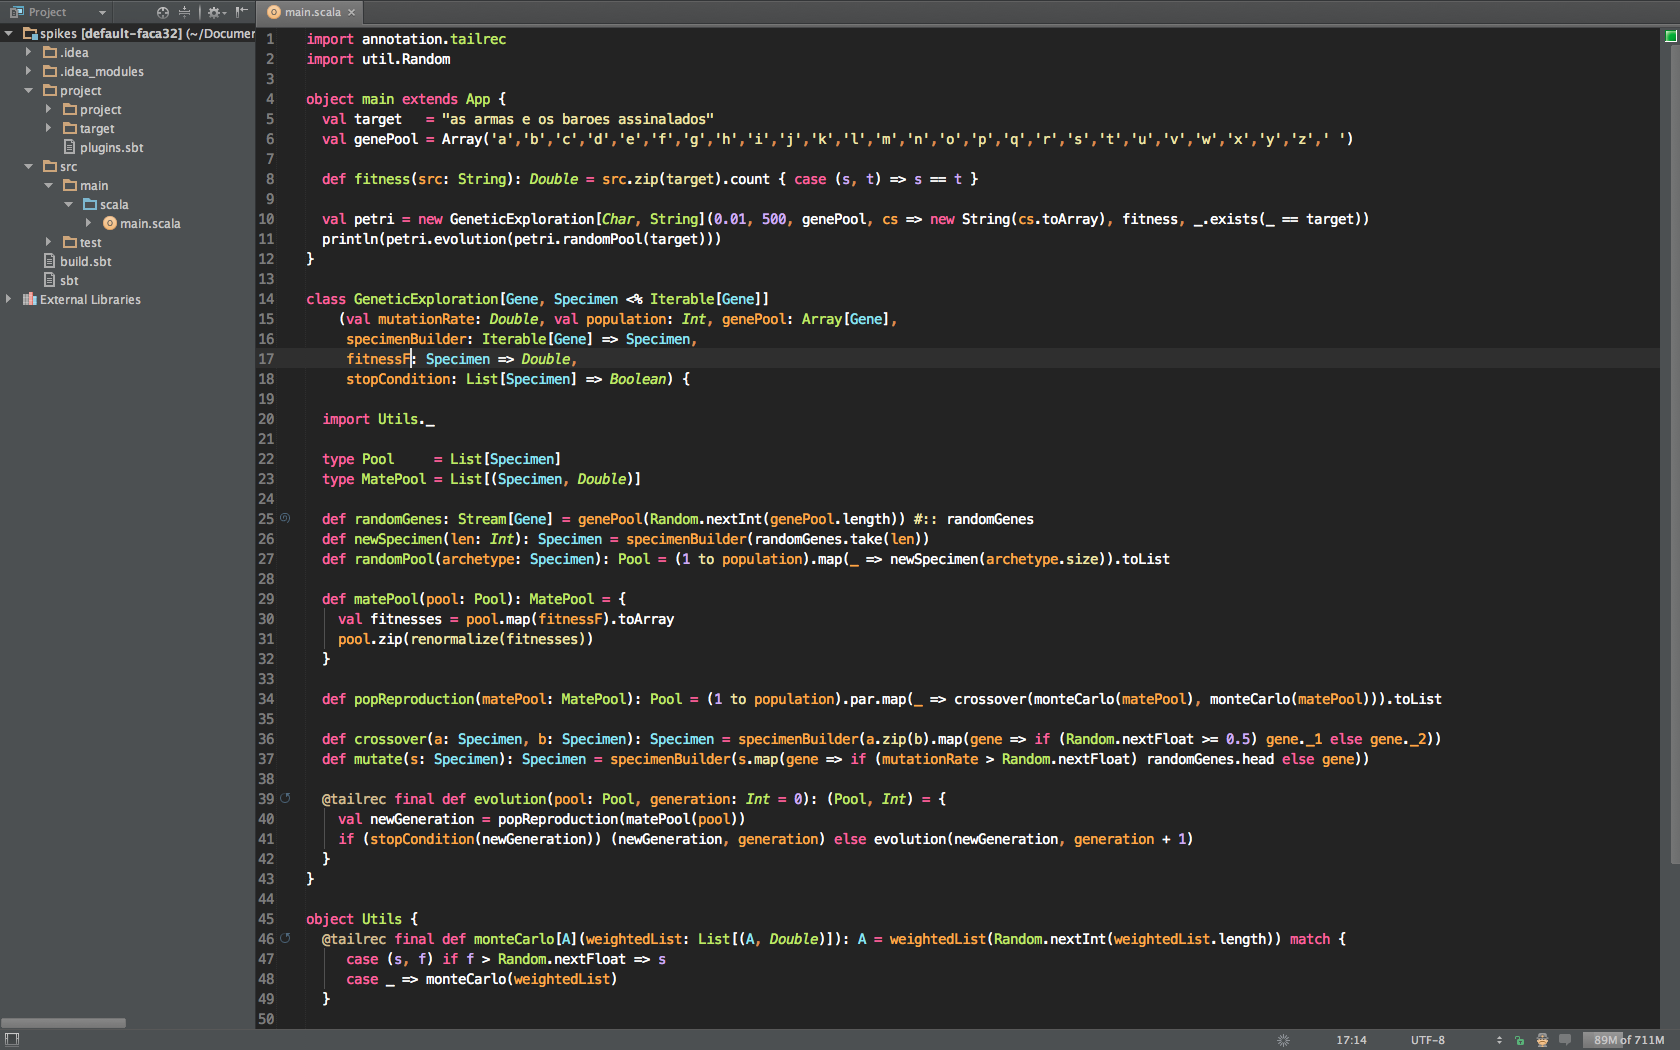 Project
main.scala
spikes [default-faca32] (~/Documen
.idea
.idea_modules
project
project
target
plugins.sbt
src
main
scala
main.scala
test
build.sbt
sbt
External Libraries
1 import annotation.tailrec
2 import util.Random
3
4 object main extends App {
5   val target   = "as armas e os baroes assinalados"
6   val genePool = Array('a','b','c','d','e','f','g','h','i','j','k','l','m','n','o','p','q','r','s','t','u','v','w','x','y','z',' ')
7
8   def fitness(src: String): Double = src.zip(target).count { case (s, t) => s == t }
9
10   val petri = new GeneticExploration[Char, String](0.01, 500, genePool, cs => new String(cs.toArray), fitness, _.exists(_ == target))
11   println(petri.evolution(petri.randomPool(target)))
12 }
13
14 class GeneticExploration[Gene, Specimen <% Iterable[Gene]]
15     (val mutationRate: Double, val population: Int, genePool: Array[Gene],
16      specimenBuilder: Iterable[Gene] => Specimen,
17      fitnessF: Specimen => Double,
18      stopCondition: List[Specimen] => Boolean) {
19
20   import Utils._
21
22   type Pool     = List[Specimen]
23   type MatePool = List[(Specimen, Double)]
24
25   def randomGenes: Stream[Gene] = genePool(Random.nextInt(genePool.length)) #:: randomGenes
26   def newSpecimen(len: Int): Specimen = specimenBuilder(randomGenes.take(len))
27   def randomPool(archetype: Specimen): Pool = (1 to population).map(_ => newSpecimen(archetype.size)).toList
28
29   def matePool(pool: Pool): MatePool = {
30     val fitnesses = pool.map(fitnessF).toArray
31     pool.zip(renormalize(fitnesses))
32   }
33
34   def popReproduction(matePool: MatePool): Pool = (1 to population).par.map(_ => crossover(monteCarlo(matePool), monteCarlo(matePool))).toList
35
36   def crossover(a: Specimen, b: Specimen): Specimen = specimenBuilder(a.zip(b).map(gene => if (Random.nextFloat >= 0.5) gene._1 else gene._2))
37   def mutate(s: Specimen): Specimen = specimenBuilder(s.map(gene => if (mutationRate > Random.nextFloat) randomGenes.head else gene))
38
39   @tailrec final def evolution(pool: Pool, generation: Int = 0): (Pool, Int) = {
40     val newGeneration = popReproduction(matePool(pool))
41     if (stopCondition(newGeneration)) (newGeneration, generation) else evolution(newGeneration, generation + 1)
42   }
43 }
44
45 object Utils {
46   @tailrec final def monteCarlo[A](weightedList: List[(A, Double)]): A = weightedList(Random.nextInt(weightedList.length)) match {
47      case (s, f) if f > Random.nextFloat => s
48      case _ => monteCarlo(weightedList)
49   }
50
17:14 UTF-8 89M of 711M